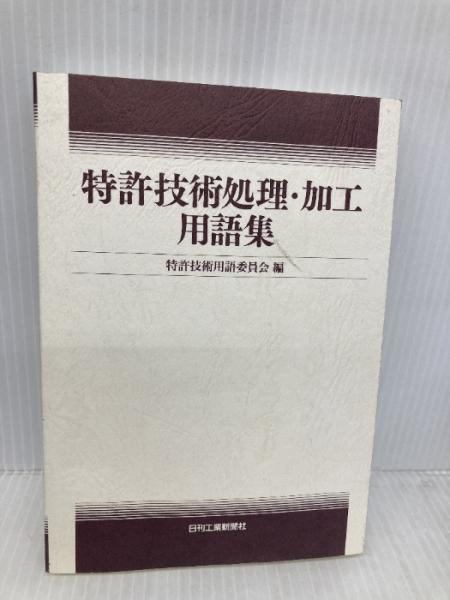 特許技術処理・加工
用語集
特許技術用語委員会 編
日刊工業新聞社